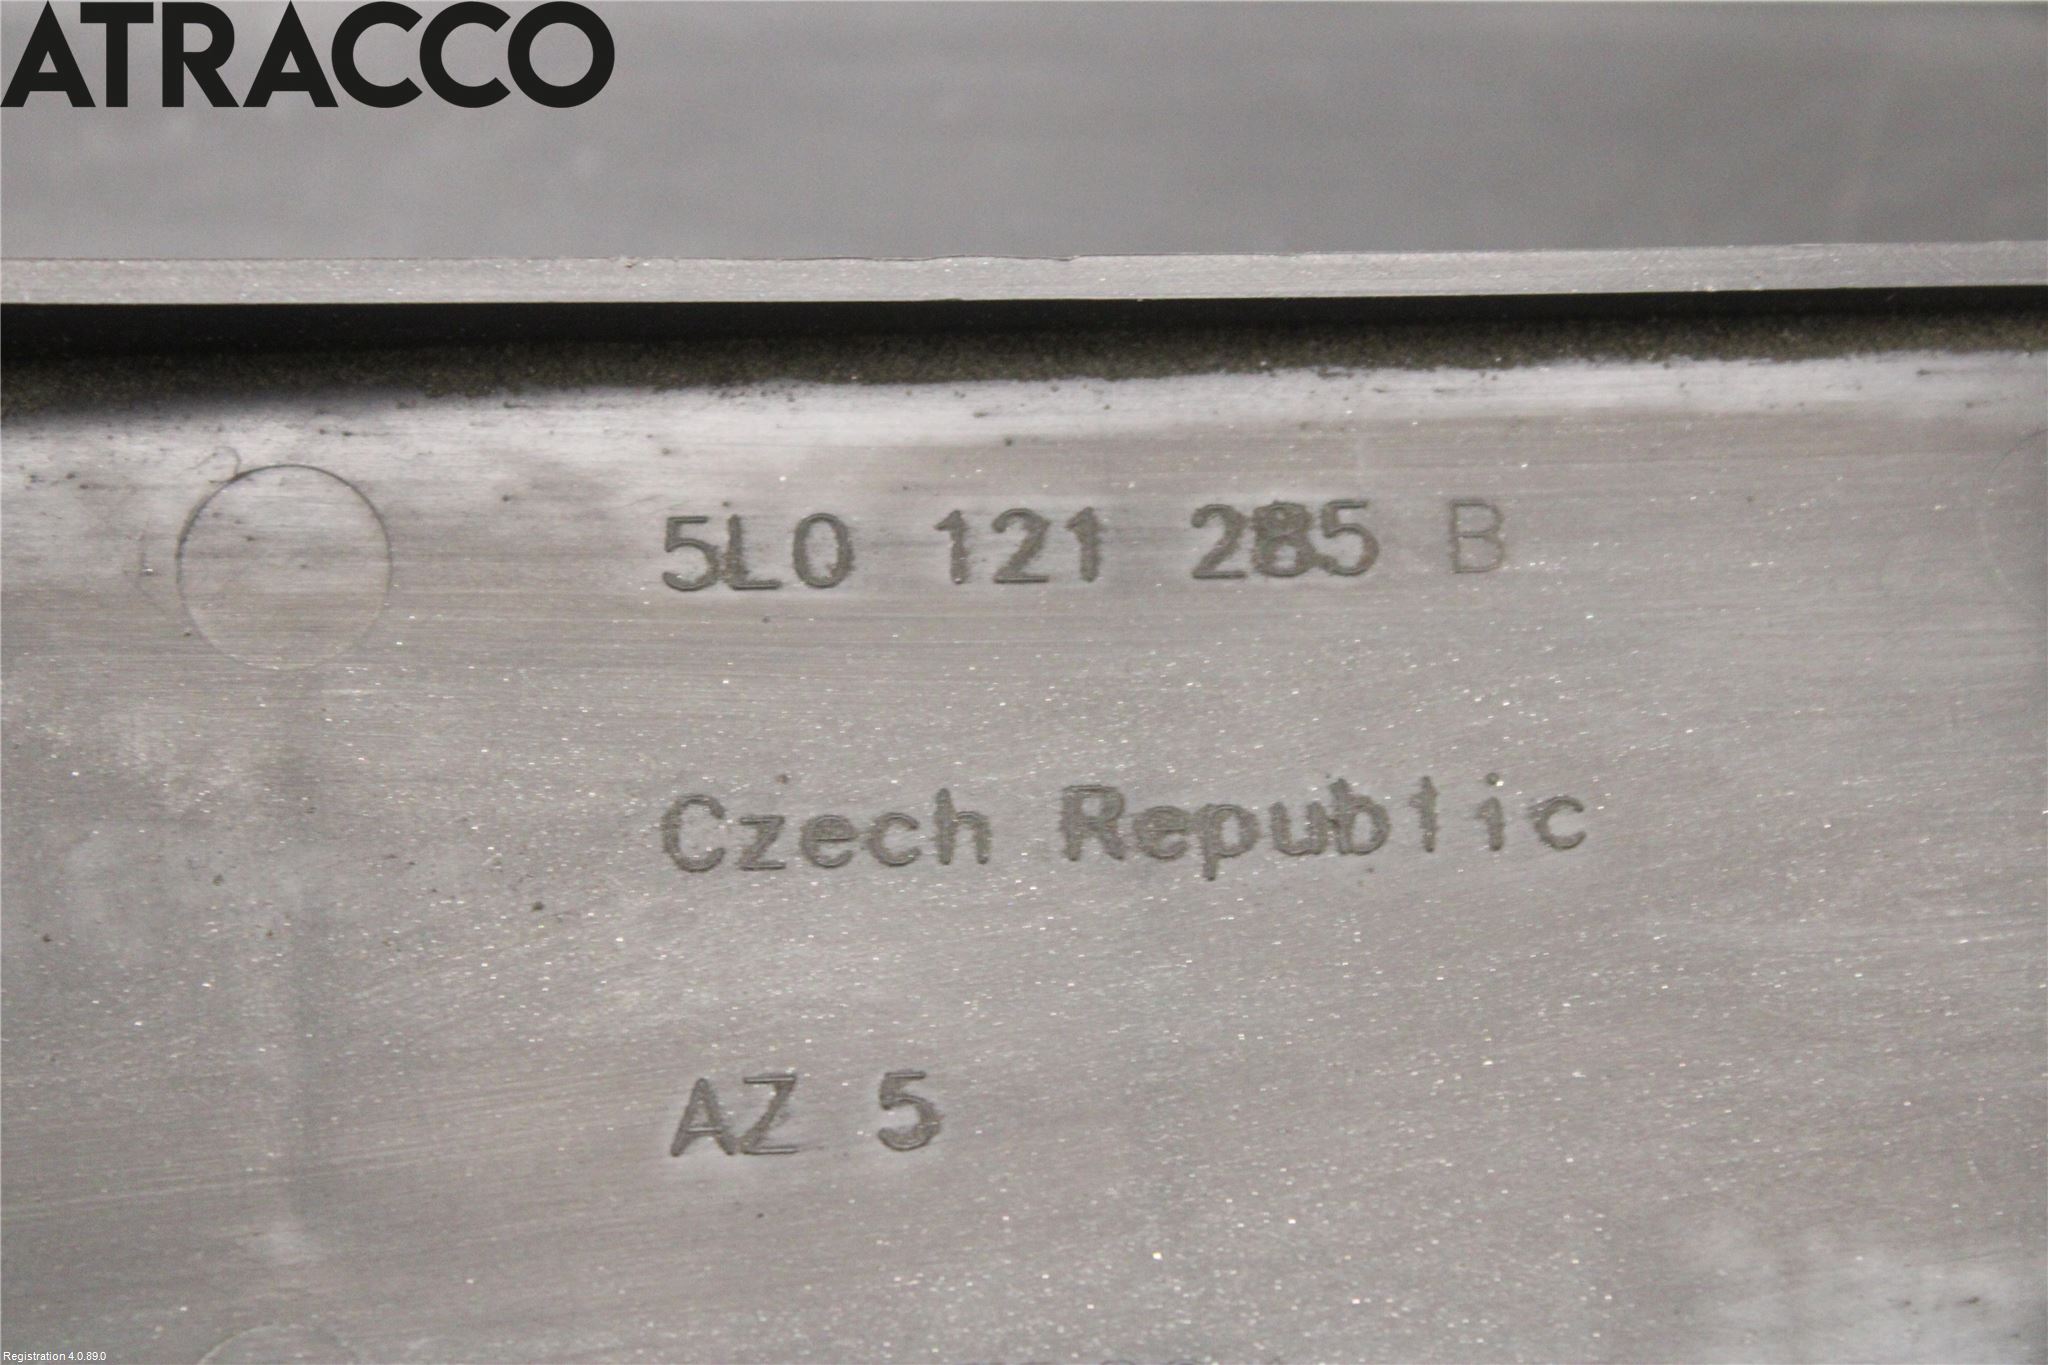 ATRACCO
5L0 121 285 B
Czech Republic
AZ 5
Registration 4.0.89.0